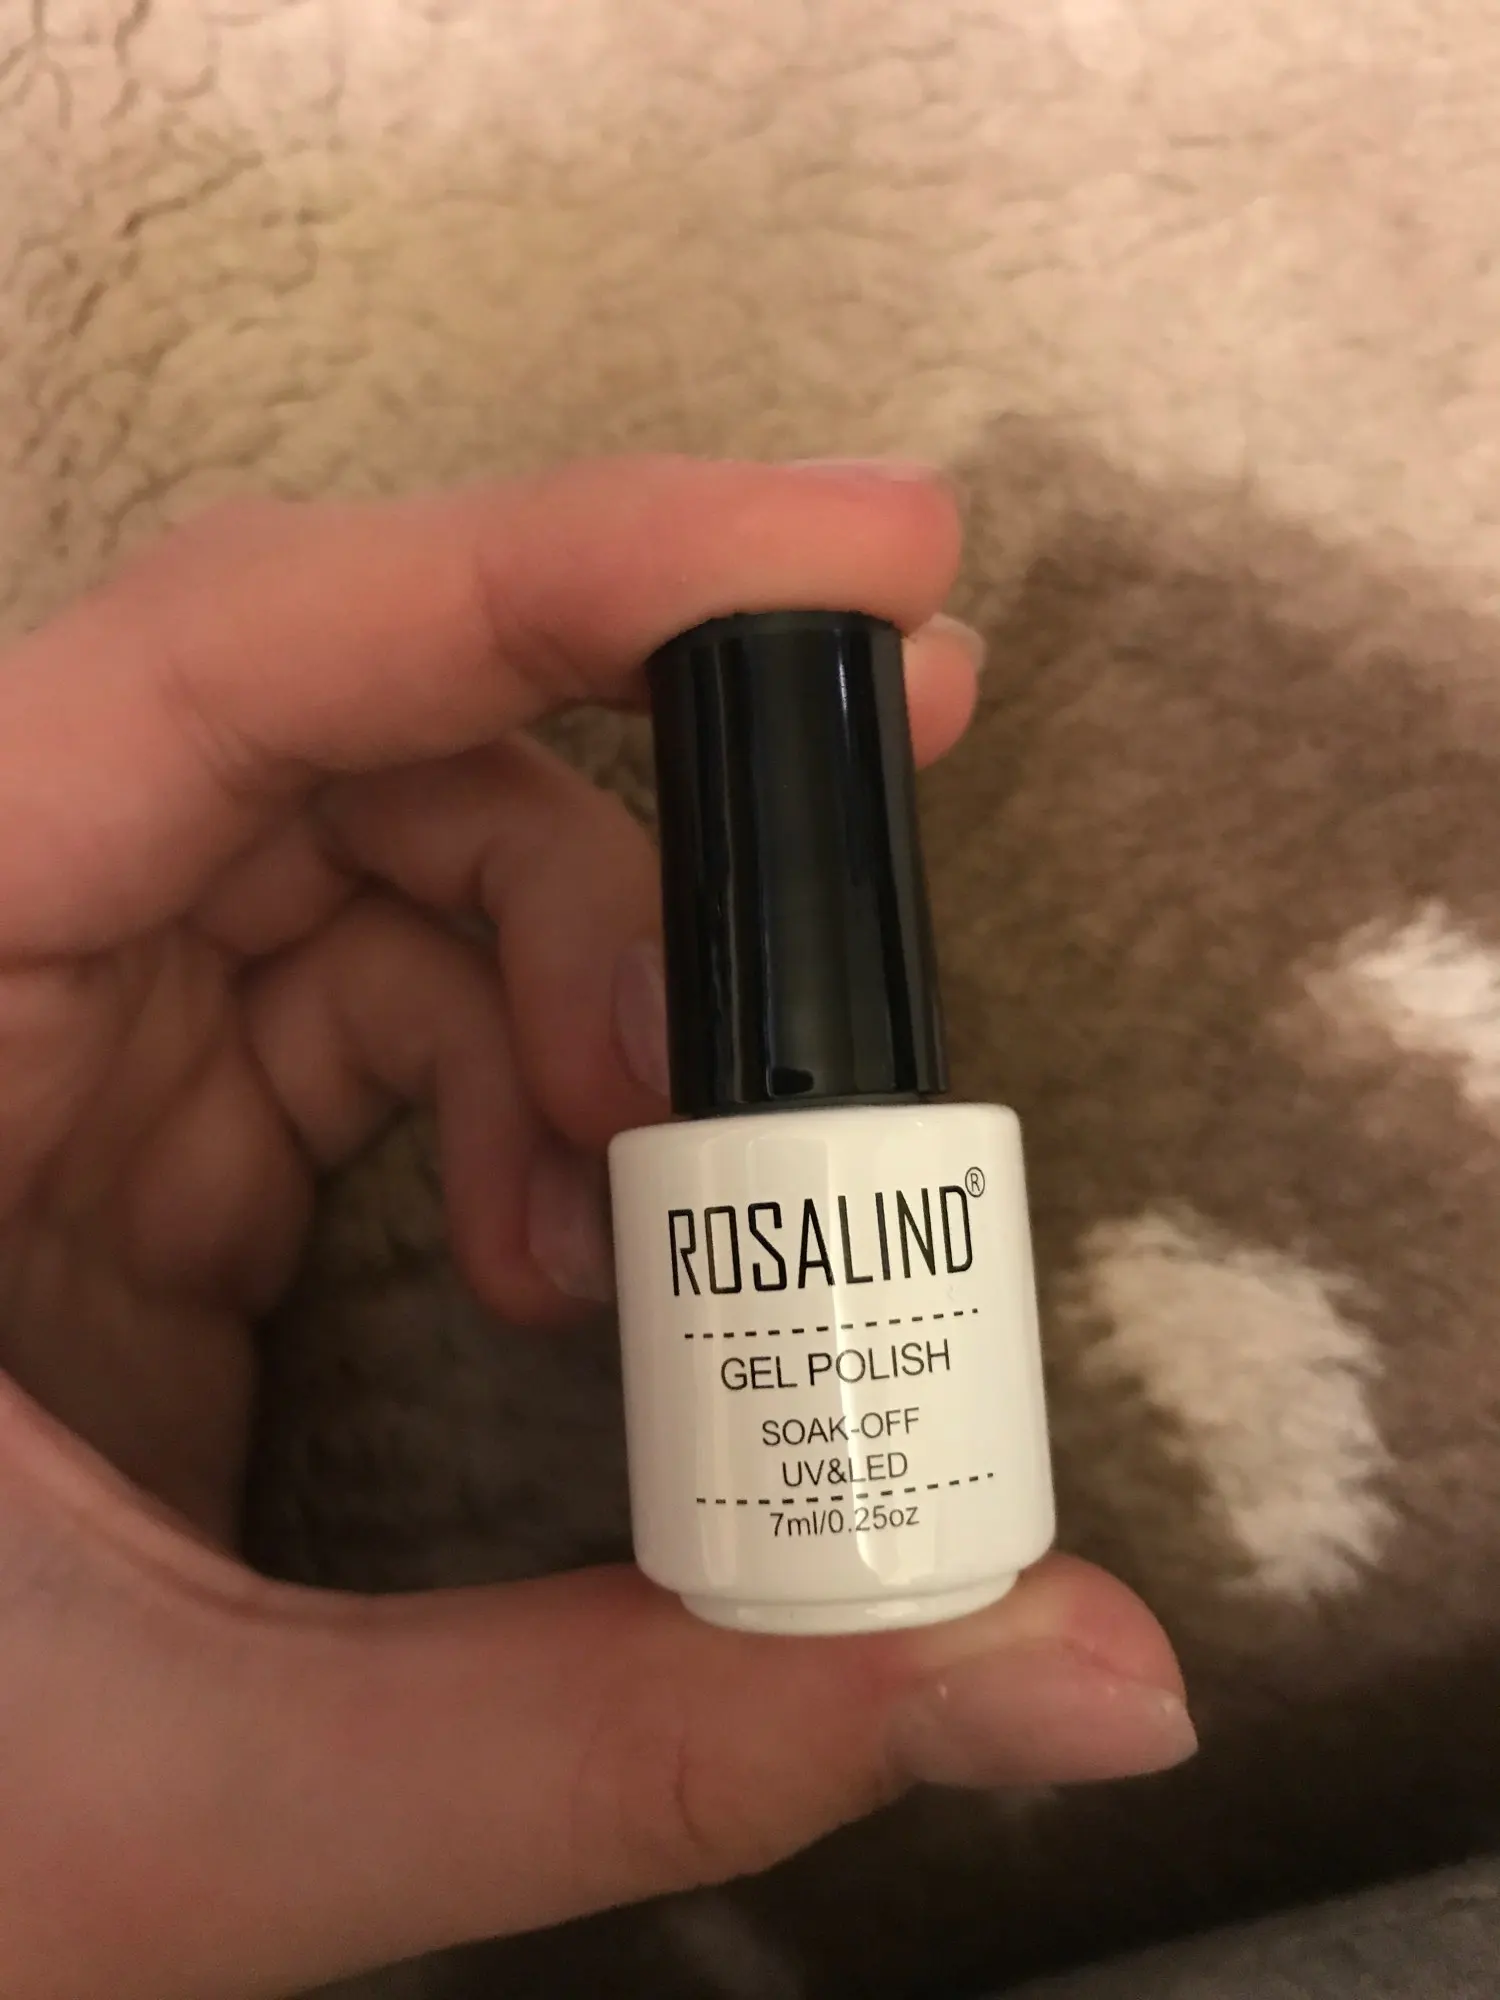 ROSALIND®
GEL POLISH
SOAK-OFF
UV&LED
7ml/0.25oz